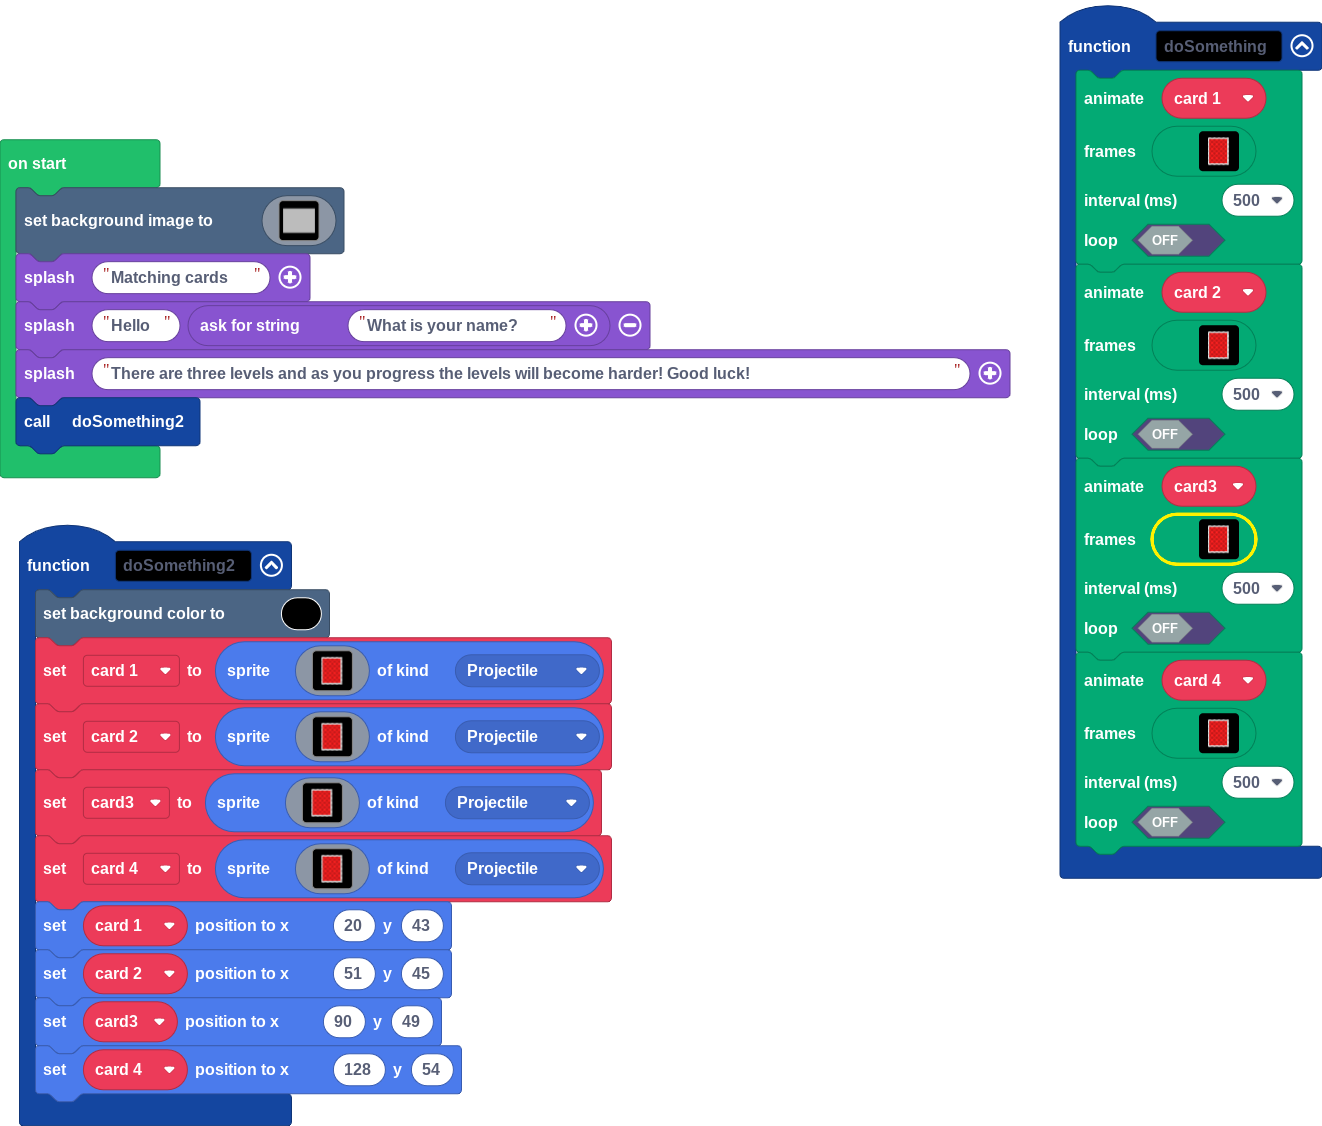 on start
set background image to
splash "Matching cards "
splash "Hello " ask for string "What is your name? "
splash "There are three levels and as you progress the levels will become harder! Good luck! "
call doSomething2
function doSomething2
set background color to
set card 1 to sprite of kind Projectile
set card 2 to sprite of kind Projectile
set card3 to sprite of kind Projectile
set card 4 to sprite of kind Projectile
set card 1 position to x 20 y 43
set card 2 position to x 51 y 45
set card3 position to x 90 y 49
set card 4 position to x 128 y 54
function doSomething
animate card 1
frames
interval (ms) 500
loop OFF
animate card 2
frames
interval (ms) 500
loop OFF
animate card3
frames
interval (ms) 500
loop OFF
animate card 4
frames
interval (ms) 500
loop OFF